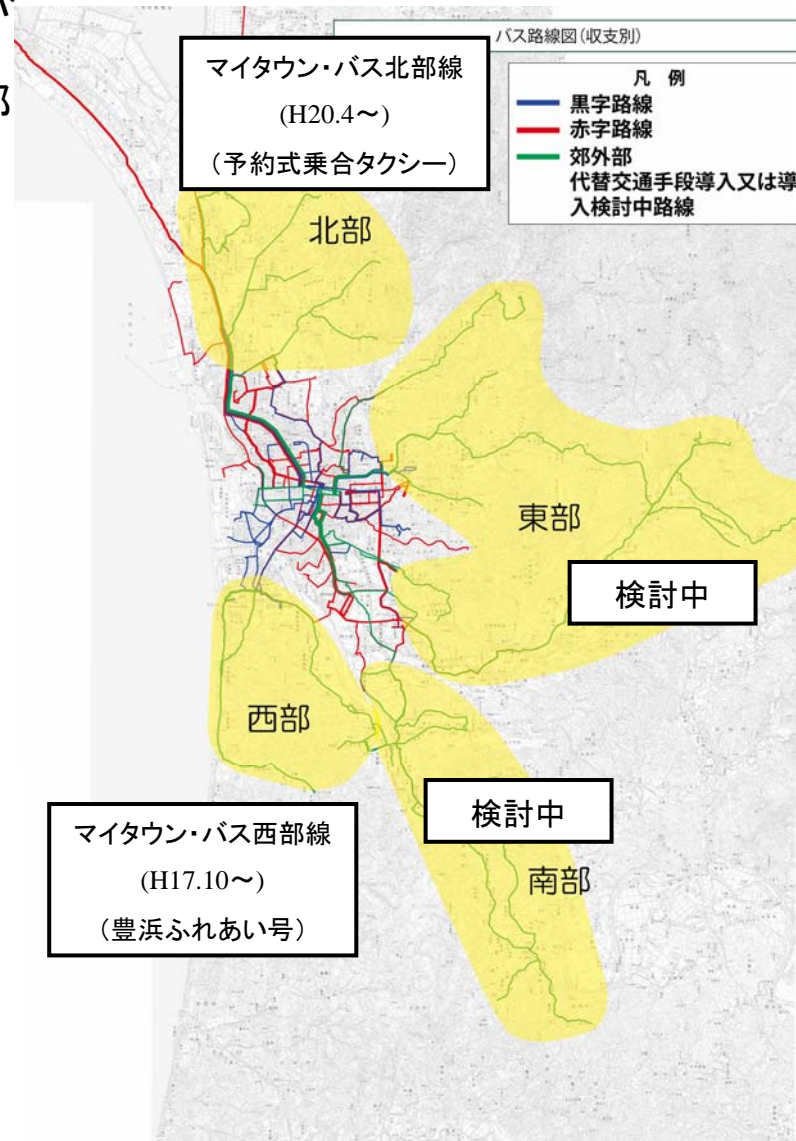 が
部
バス路線図(収支別)
マイタウン・バス北部線
(H20.4～)
(予約式乗合タクシー)
凡 例
黒字路線
赤字路線
郊外部
代替交通手段導入又は導
入検討中路線
北部
東部
検討中
西部
検討中
マイタウン・バス西部線
(H17.10～)
(豊浜ふれあい号)
南部